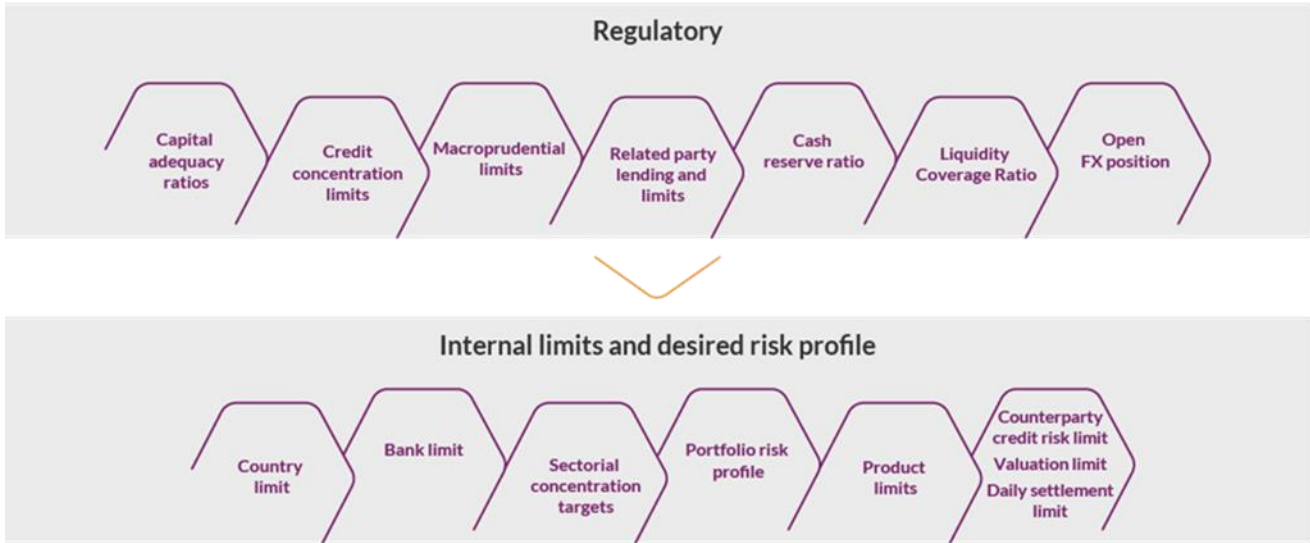 Regulatory
Capital
adequacy
ratios
Credit
concentration
limits
Macroprudential
limits
Related party
lending and
limits
Cash
reserve ratio
Liquidity
Coverage Ratio
Open
FX position
Internal limits and desired risk profile
Country
limit
Bank limit
Sectorial
concentration
targets
Portfolio risk
profile
Product
limits
Counterparty
credit risk limit
Valuation limit
Daily settlement
limit